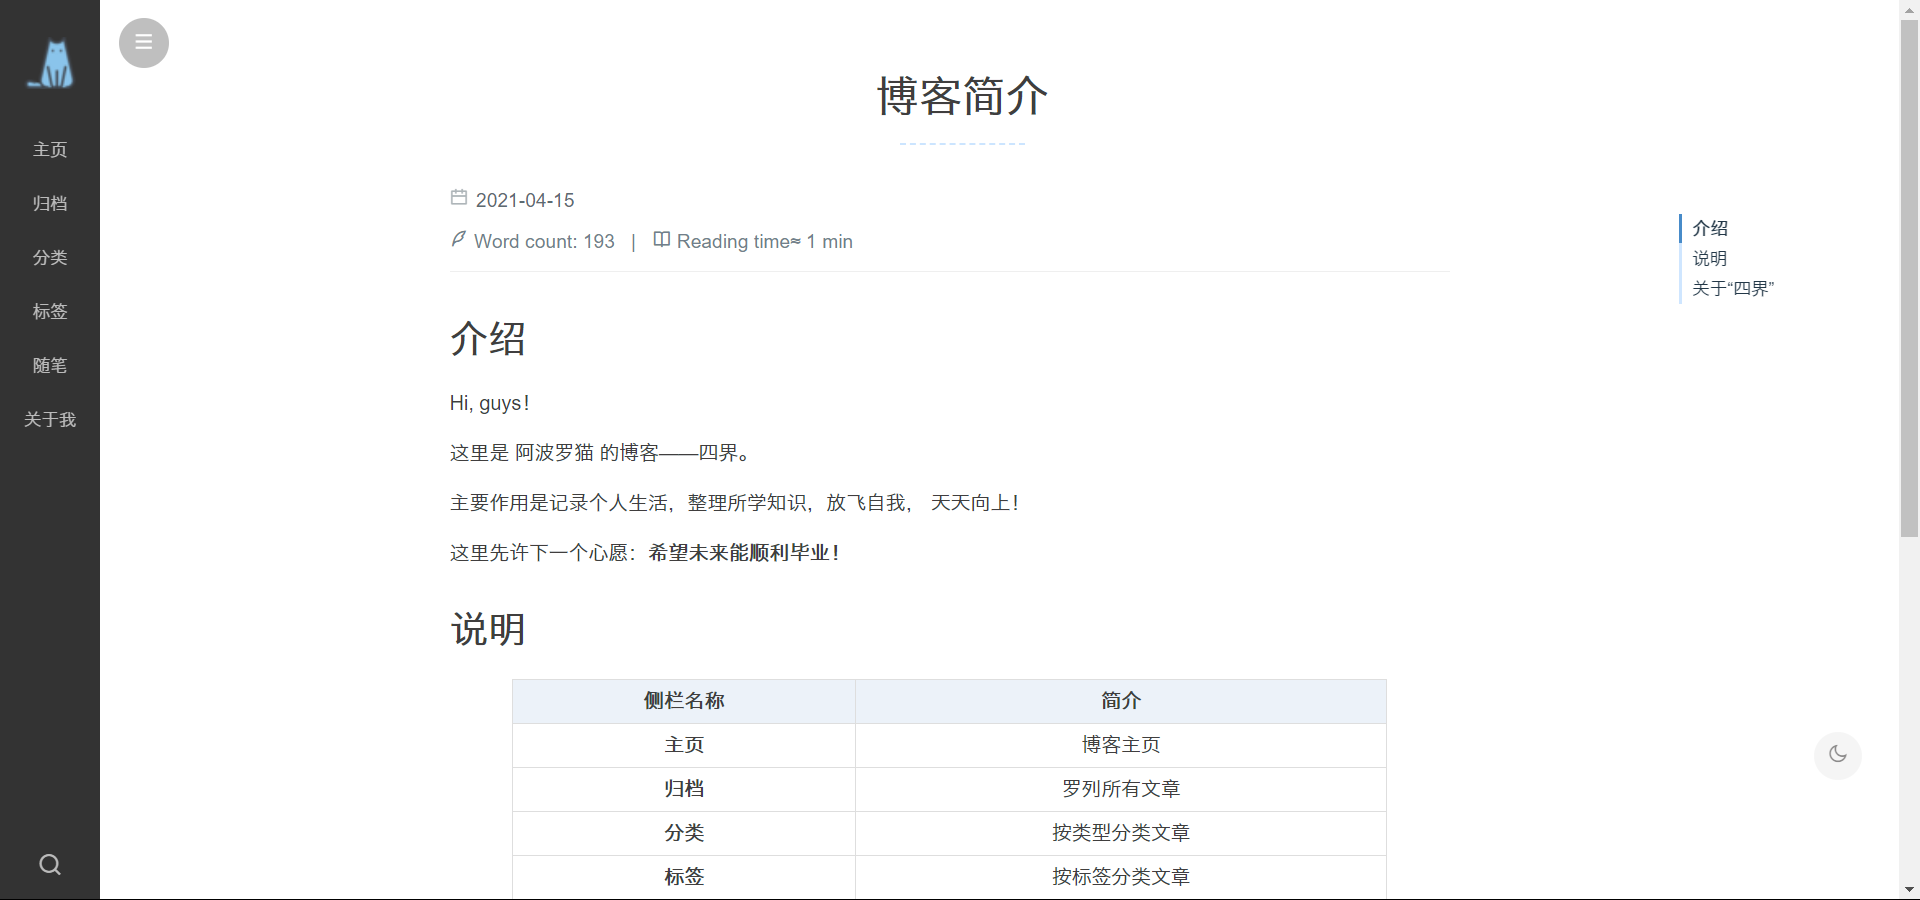 主页
归档
分类
标签
随笔
关于我
博客简介
2021-04-15
Word count: 193 | Reading time≈ 1 min
介绍
说明
关于“四界”
介绍
Hi, guys！
这里是 阿波罗猫 的博客——四界。
主要作用是记录个人生活，整理所学知识，放飞自我， 天天向上！
这里先许下一个心愿：希望未来能顺利毕业！
说明
侧栏名称 简介
主页 博客主页
归档 罗列所有文章
分类 按类型分类文章
标签 按标签分类文章